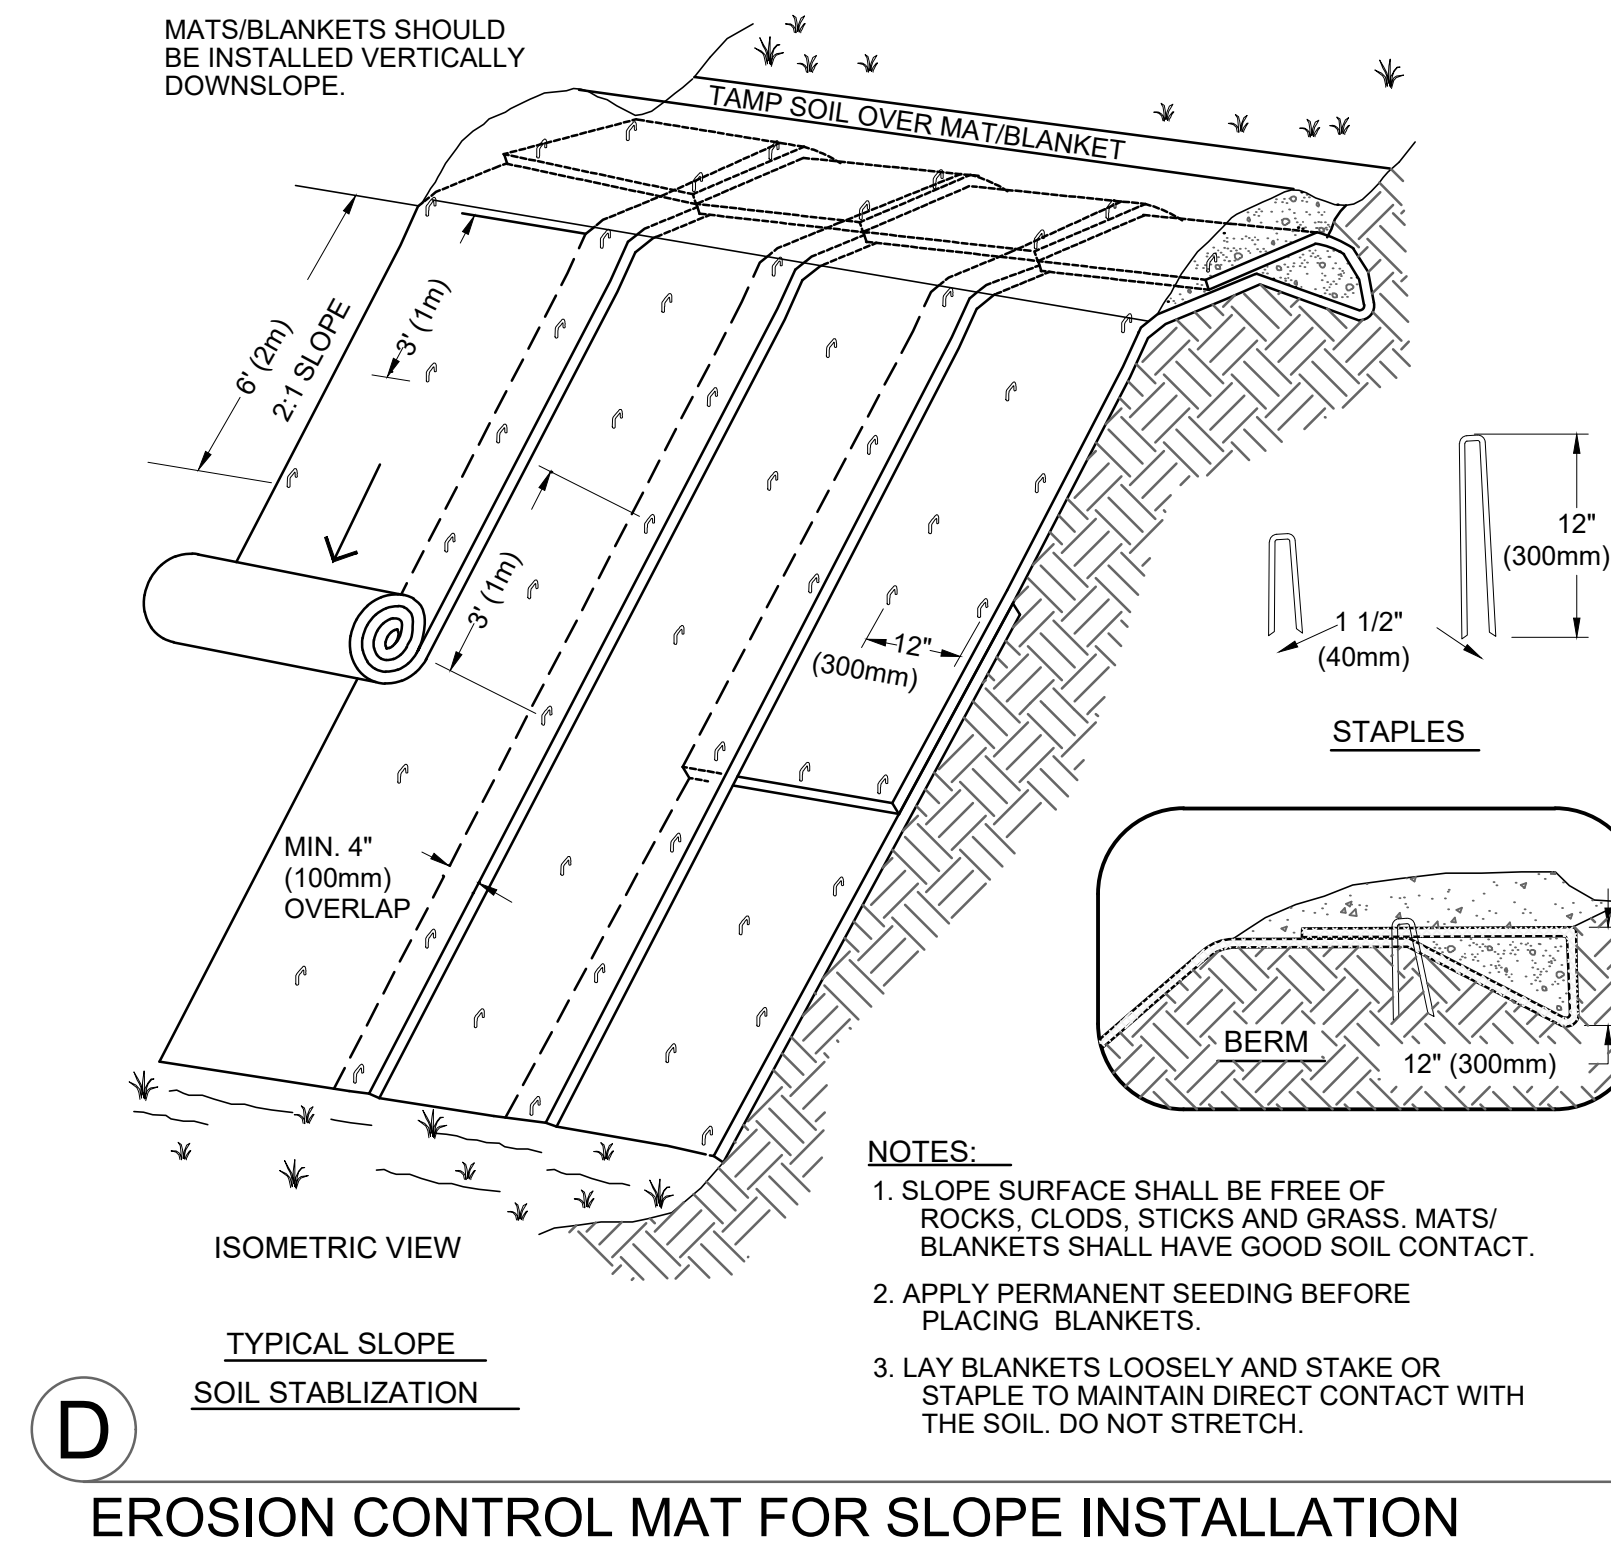 MATS/BLANKETS SHOULD
BE INSTALLED VERTICALLY
DOWNSLOPE.
TAMP SOIL OVER MAT/BLANKET
6' (2m)
2:1 SLOPE
3' (1m)
3' (1m)
12"
(300mm)
MIN. 4"
(100mm)
OVERLAP
12"
(300mm)
1 1/2"
(40mm)
STAPLES
BERM
12" (300mm)
ISOMETRIC VIEW
TYPICAL SLOPE
SOIL STABLIZATION
NOTES:
1. SLOPE SURFACE SHALL BE FREE OF
ROCKS, CLODS, STICKS AND GRASS. MATS/
BLANKETS SHALL HAVE GOOD SOIL CONTACT.
2. APPLY PERMANENT SEEDING BEFORE
PLACING BLANKETS.
3. LAY BLANKETS LOOSELY AND STAKE OR
STAPLE TO MAINTAIN DIRECT CONTACT WITH
THE SOIL. DO NOT STRETCH.
D
EROSION CONTROL MAT FOR SLOPE INSTALLATION